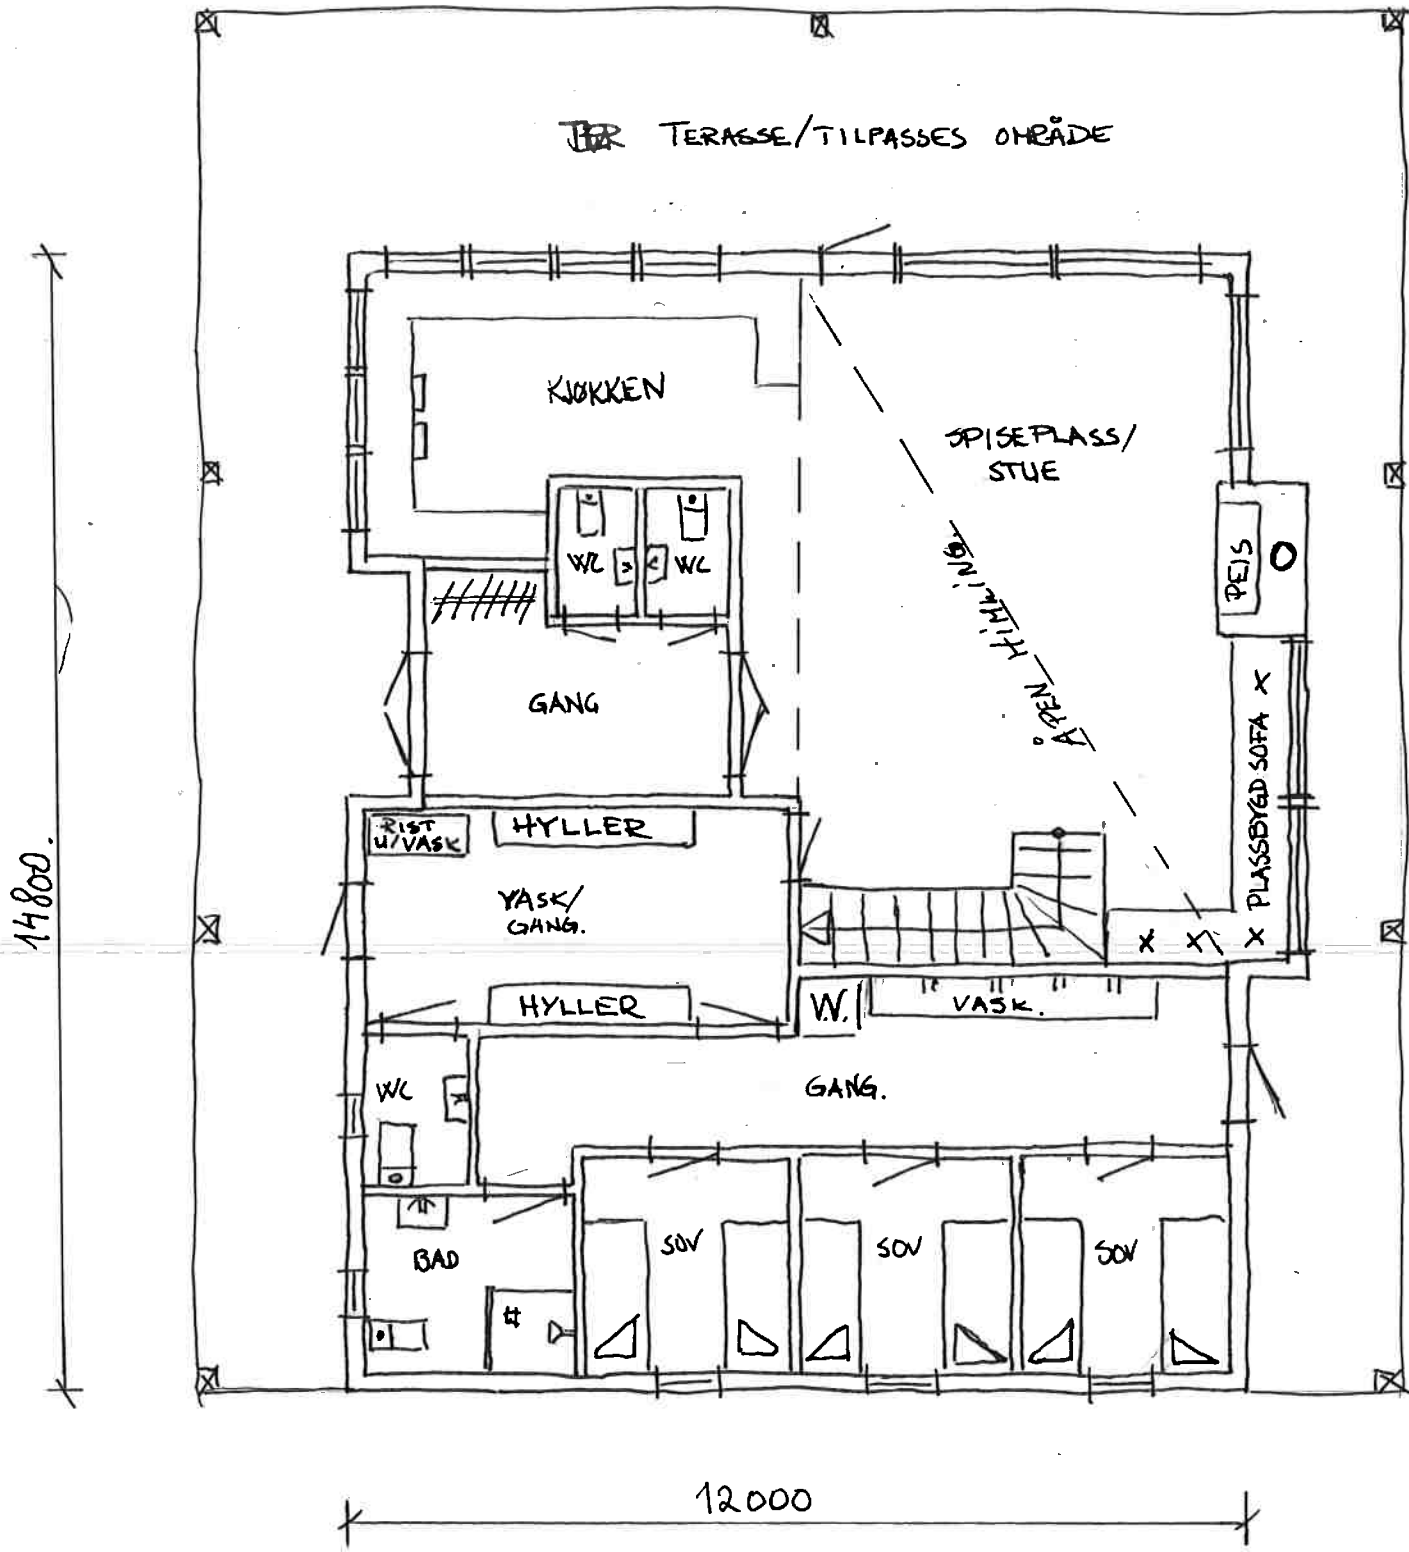 TERASSE/TILPASSES OMRÅDE
KJØKKEN
SPISEPLASS/
STUE
WC
WC
PEIS
ÅPEN HIMLING.
GANG
PLASSBYGD SOFA X
RIST
U/VASK
HYLLER
VASK/
GANG.
14800.
X X X
HYLLER
W.
VASK.
WC
GANG.
BAD
SOV
SOV
SOV
12000